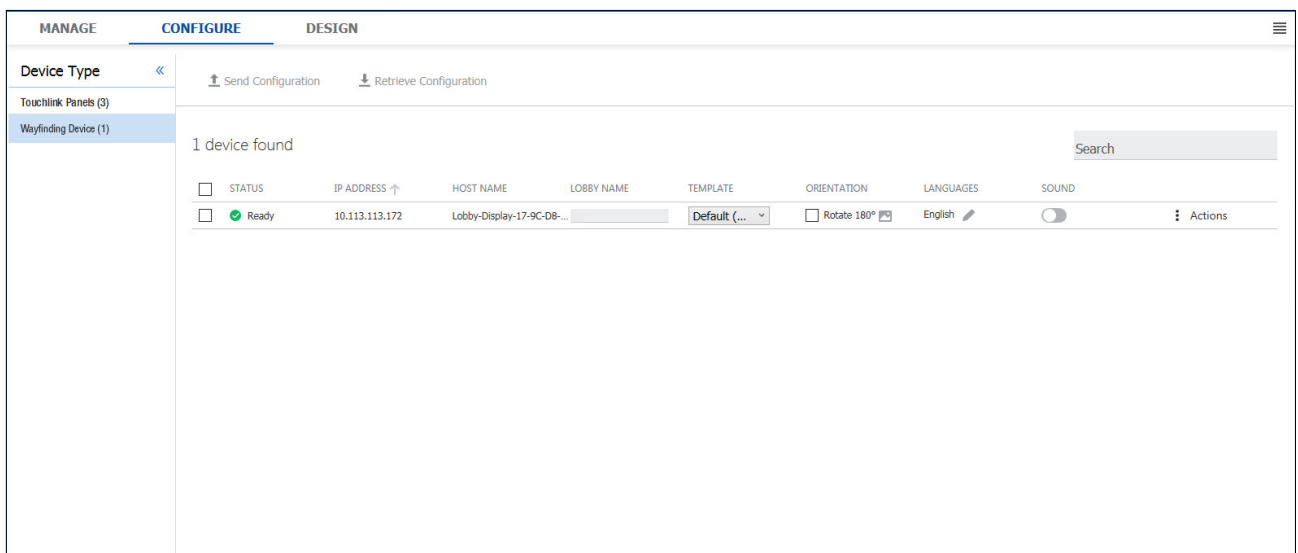 MANAGE CONFIGURE DESIGN
Device Type «
Send Configuration Retrieve Configuration
Touchlink Panels (3)
Wayfinding Device (1)
1 device found
Search
STATUS IP ADDRESS HOST NAME LOBBY NAME TEMPLATE ORIENTATION LANGUAGES SOUND
Ready 10.113.113.172 Lobby-Display-17-9C-D8-... Default (... Rotate 180° English Actions